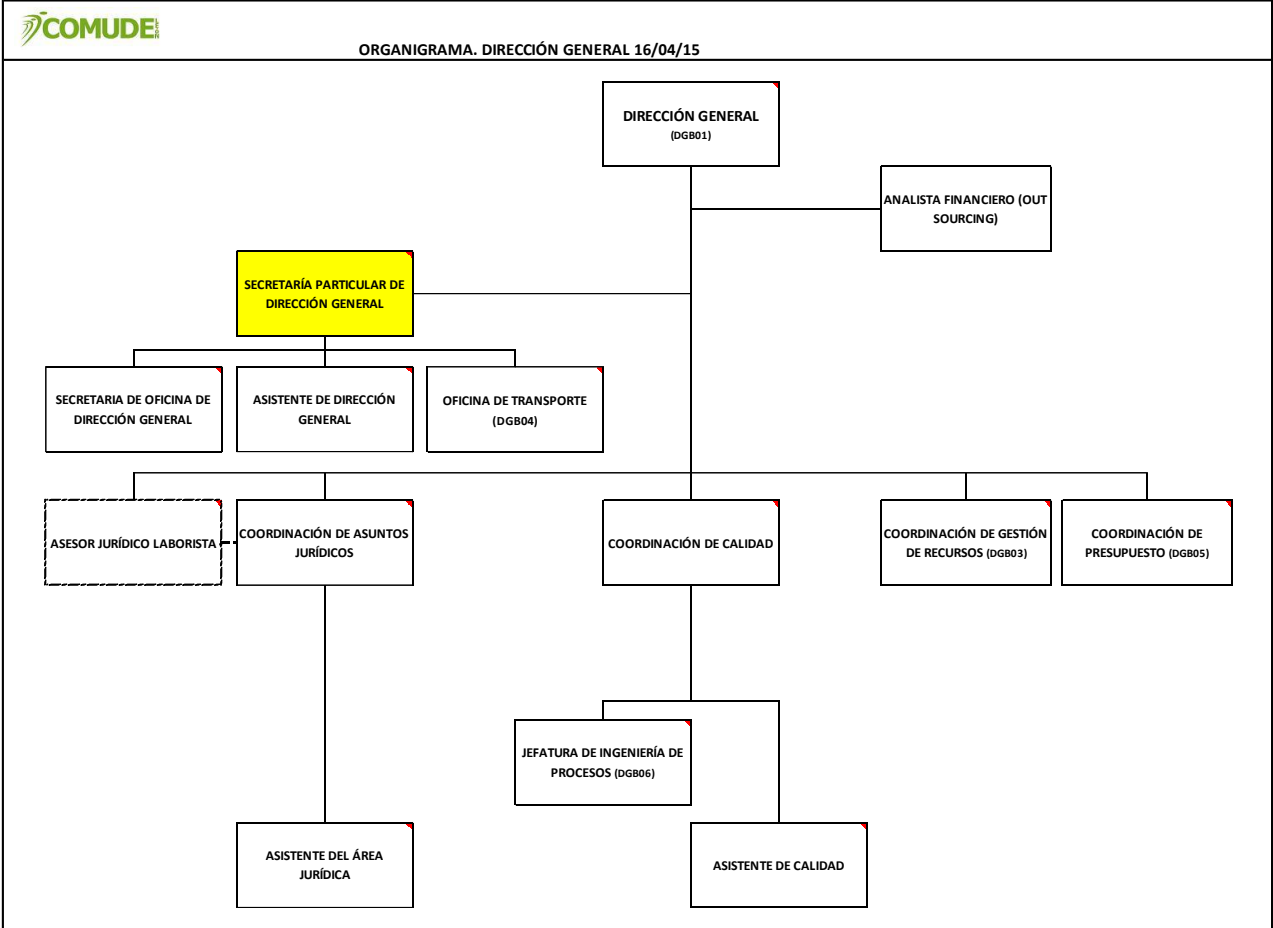 COMUDE LEÓN
ORGANIGRAMA. DIRECCIÓN GENERAL 16/04/15
DIRECCIÓN GENERAL
(DGB01)
ANALISTA FINANCIERO (OUT
SOURCING)
SECRETARÍA PARTICULAR DE
DIRECCIÓN GENERAL
SECRETARIA DE OFICINA DE
DIRECCIÓN GENERAL
ASISTENTE DE DIRECCIÓN
GENERAL
OFICINA DE TRANSPORTE
(DGB04)
ASESOR JURÍDICO LABORISTA
COORDINACIÓN DE ASUNTOS
JURÍDICOS
COORDINACIÓN DE CALIDAD
COORDINACIÓN DE GESTIÓN
DE RECURSOS (DGB03)
COORDINACIÓN DE
PRESUPUESTO (DGB05)
JEFATURA DE INGENIERÍA DE
PROCESOS (DGB06)
ASISTENTE DEL ÁREA
JURÍDICA
ASISTENTE DE CALIDAD